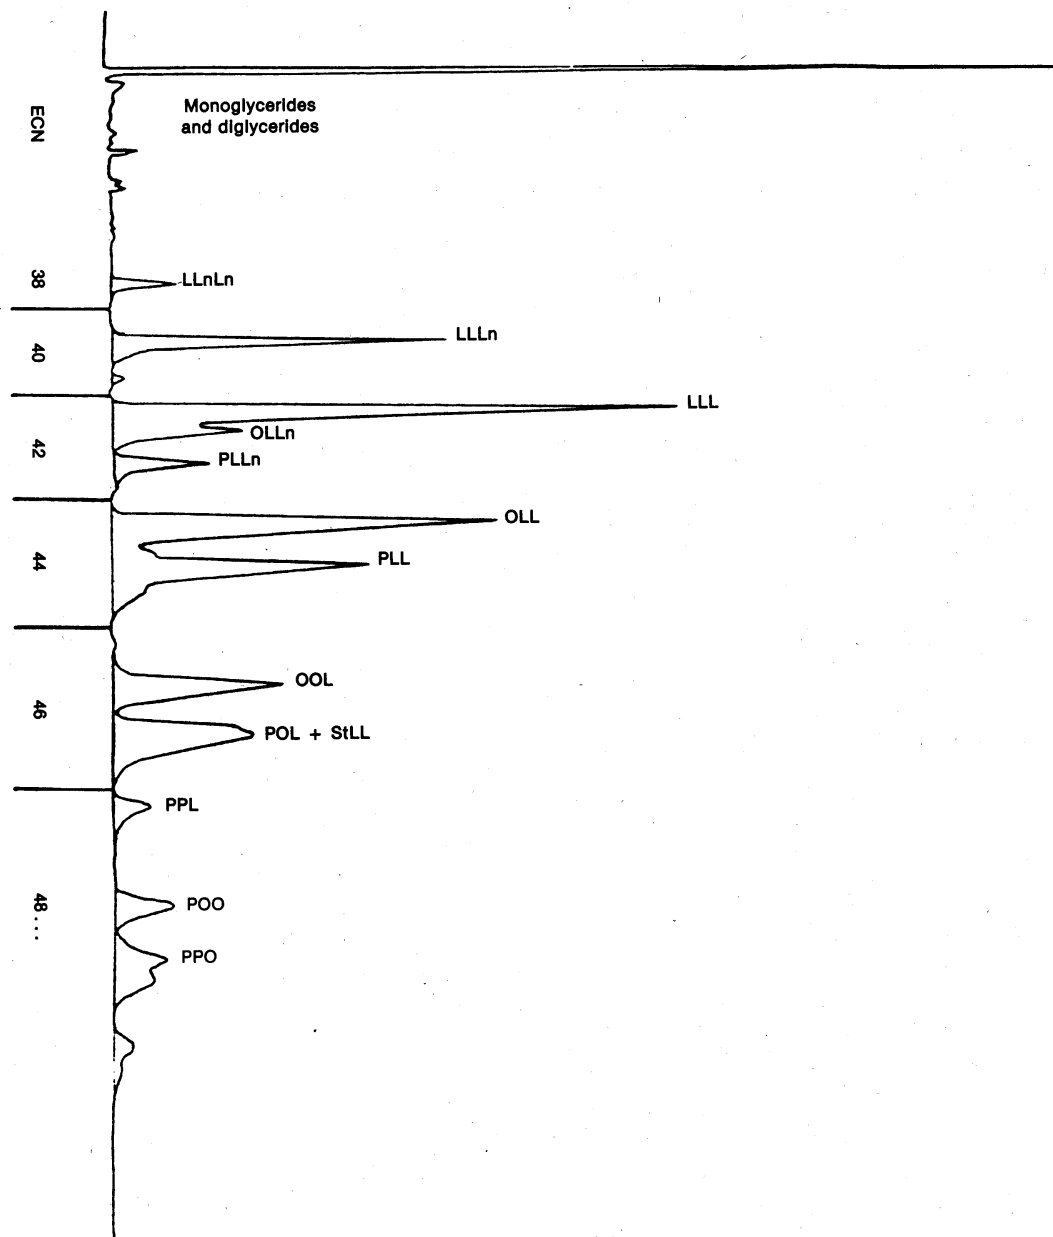 Monoglycerides
and diglycerides
ECN
38
LLnLn
40
LLLn
LLL
42
OLLn
PLLn
OLL
44
PLL
OOL
46
POL + StLL
PPL
48...
POO
PPO